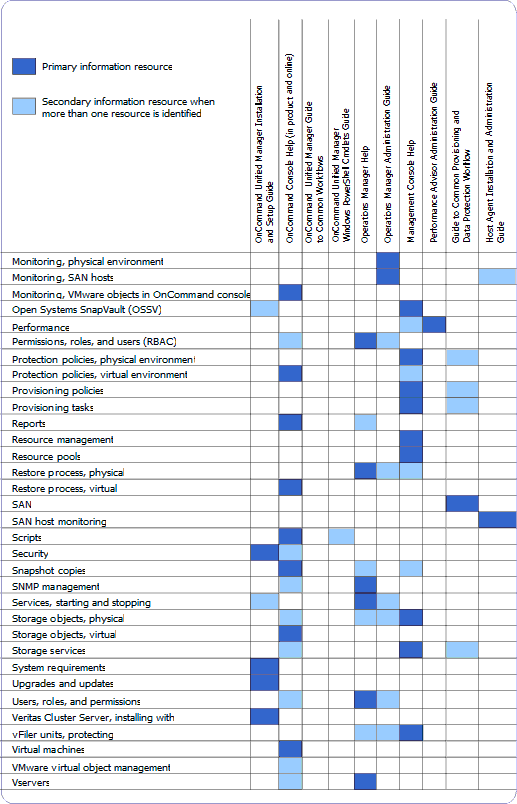 Primary information resource
Secondary information resource when
more than one resource is identified
OnCommand Unified Manager Installation
and Setup Guide
OnCommand Console Help (in product and online)
OnCommand Unified Manager Guide
to Common Workflows
OnCommand Unified Manager
Windows PowerShell Cmdlets Guide
Operations Manager Help
Operations Manager Administration Guide
Management Console Help
Performance Advisor Administration Guide
Guide to Common Provisioning and
Data Protection Workflow
Host Agent Installation and Administration
Guide
Monitoring, physical environment
Monitoring, SAN hosts
Monitoring, VMware objects in OnCommand console
Open Systems SnapVault (OSSV)
Performance
Permissions, roles, and users (RBAC)
Protection policies, physical environment
Protection policies, virtual environment
Provisioning policies
Provisioning tasks
Reports
Resource management
Resource pools
Restore process, physical
Restore process, virtual
SAN
SAN host monitoring
Scripts
Security
Snapshot copies
SNMP management
Services, starting and stopping
Storage objects, physical
Storage objects, virtual
Storage services
System requirements
Upgrades and updates
Users, roles, and permissions
Veritas Cluster Server, installing with
vFiler units, protecting
Virtual machines
VMware virtual object management
Vservers